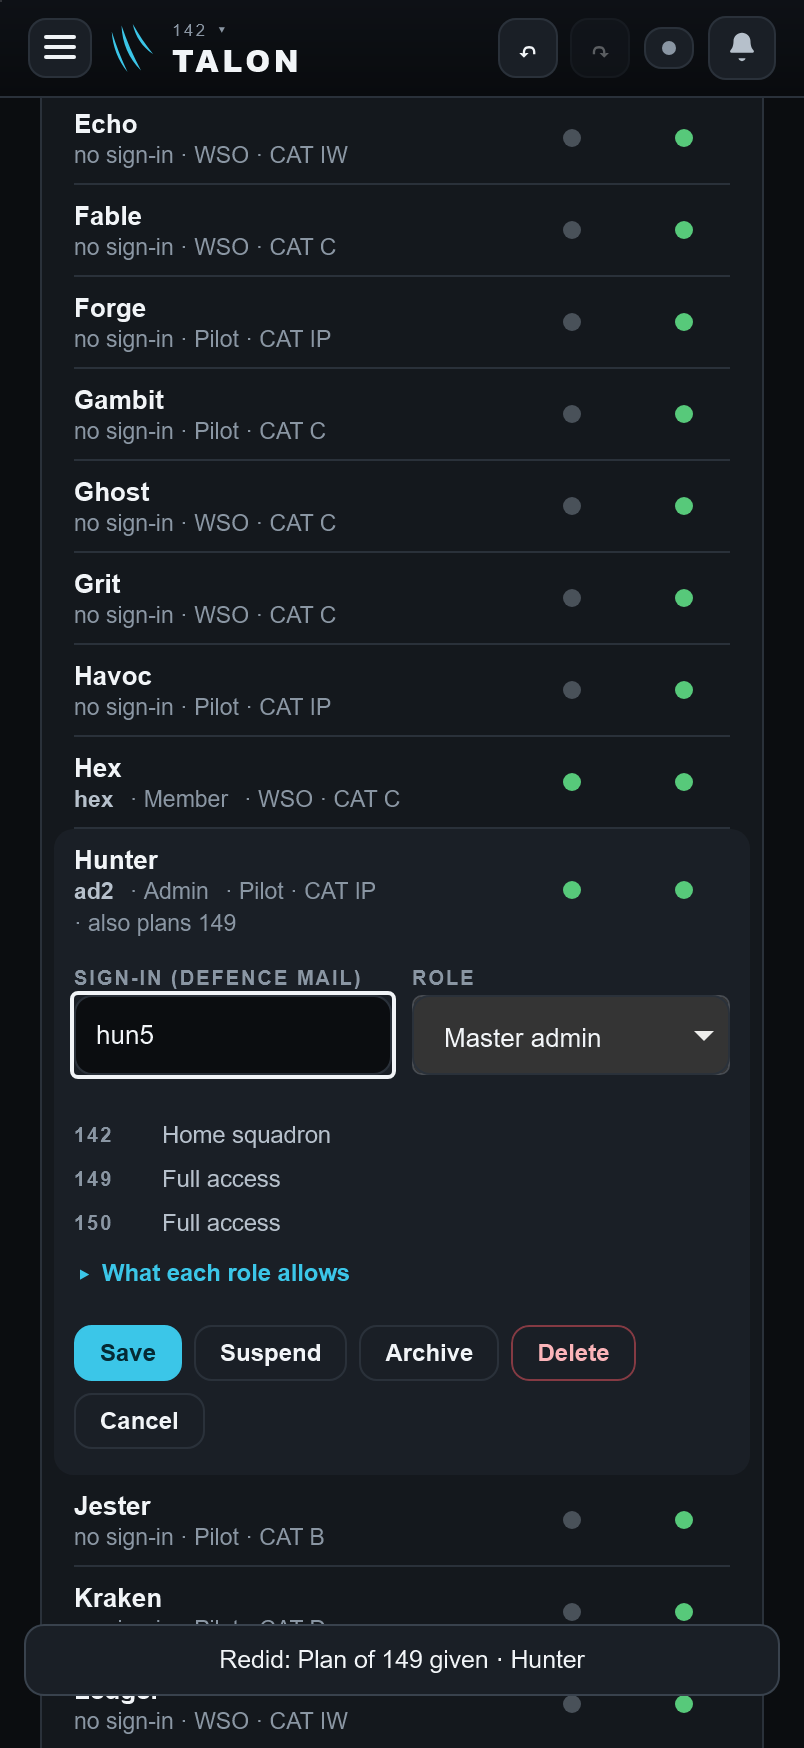 142 ▾
TALON
Echo
no sign-in · WSO · CAT IW
Fable
no sign-in · WSO · CAT C
Forge
no sign-in · Pilot · CAT IP
Gambit
no sign-in · Pilot · CAT C
Ghost
no sign-in · WSO · CAT C
Grit
no sign-in · WSO · CAT C
Havoc
no sign-in · Pilot · CAT IP
Hex
hex · Member · WSO · CAT C
Hunter
ad2 · Admin · Pilot · CAT IP
· also plans 149
SIGN-IN (DEFENCE MAIL) ROLE
hun5 Master admin
142 Home squadron
149 Full access
150 Full access
▸ What each role allows
Save Suspend Archive Delete
Cancel
Jester
no sign-in · Pilot · CAT B
Kraken
Redid: Plan of 149 given · Hunter
no sign-in · WSO · CAT IW